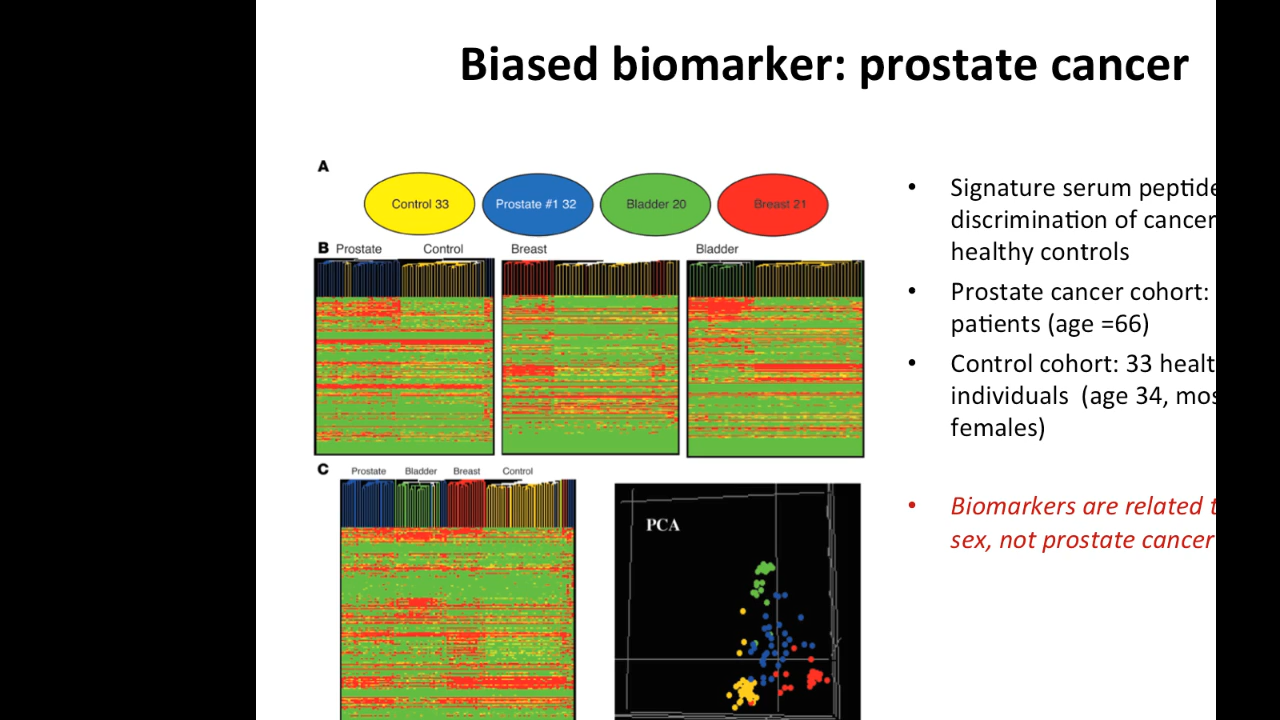 Biased biomarker: prostate cancer
A
Control 33
Prostate #1 32
Bladder 20
Breast 21
B Prostate Control Breast Bladder
C Prostate Bladder Breast Control
PCA
• Signature serum peptide
discrimination of cancer
healthy controls
• Prostate cancer cohort:
patients (age =66)
• Control cohort: 33 healt
individuals (age 34, mos
females)
• Biomarkers are related t
sex, not prostate cancer